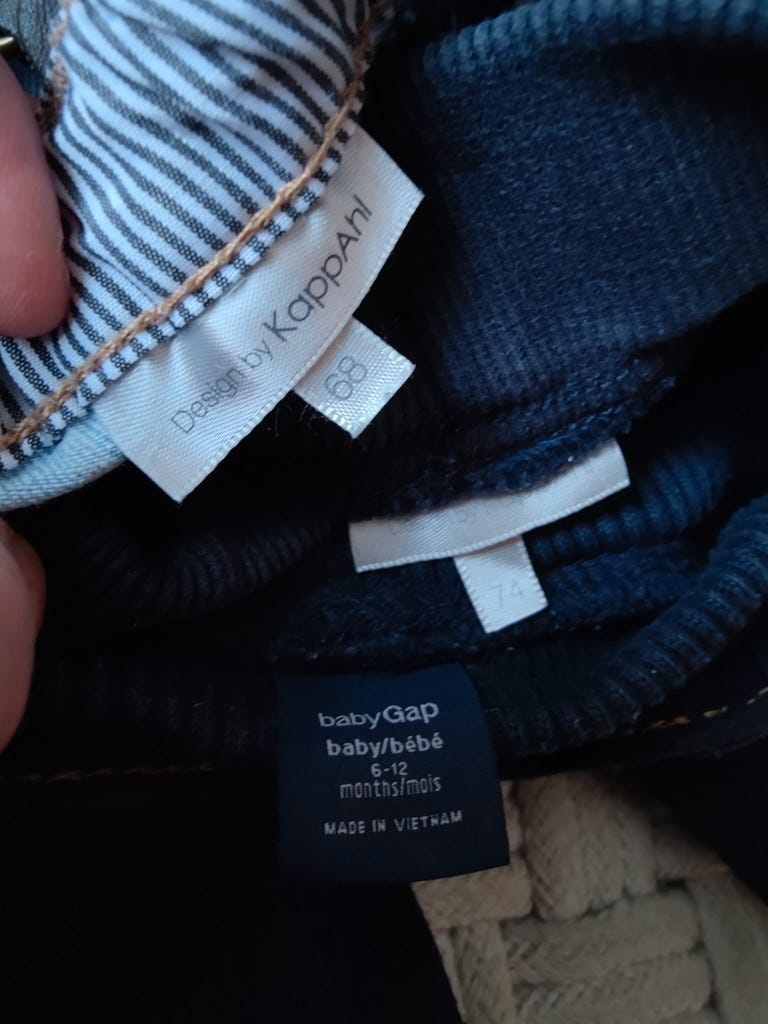 Design by KappAhl
68
74
babyGap
baby/bébé
6-12
months/mois
MADE IN VIETNAM